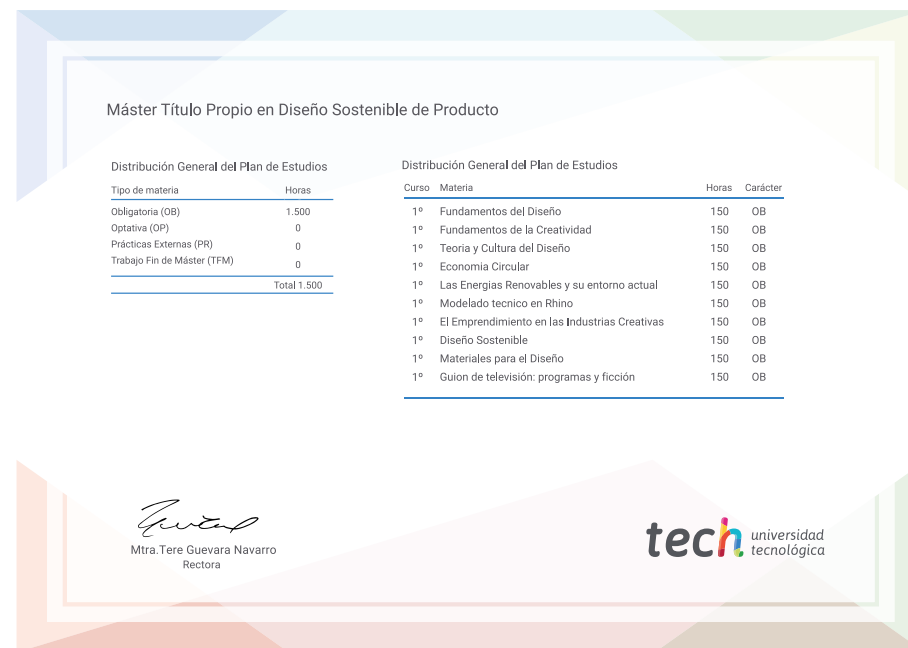 Máster Título Propio en Diseño Sostenible de Producto
Distribución General del Plan de Estudios
Tipo de materia Horas
Obligatoria (OB) 1.500
Optativa (OP) 0
Prácticas Externas (PR) 0
Trabajo Fin de Máster (TFM) 0
Total 1.500
Distribución General del Plan de Estudios
Curso Materia Horas Carácter
1º Fundamentos del Diseño 150 OB
1º Fundamentos de la Creatividad 150 OB
1º Teoria y Cultura del Diseño 150 OB
1º Economia Circular 150 OB
1º Las Energias Renovables y su entorno actual 150 OB
1º Modelado tecnico en Rhino 150 OB
1º El Emprendimiento en las Industrias Creativas 150 OB
1º Diseño Sostenible 150 OB
1º Materiales para el Diseño 150 OB
1º Guion de televisión: programas y ficción 150 OB
Mtra.Tere Guevara Navarro
Rectora
tech universidad
tecnológica